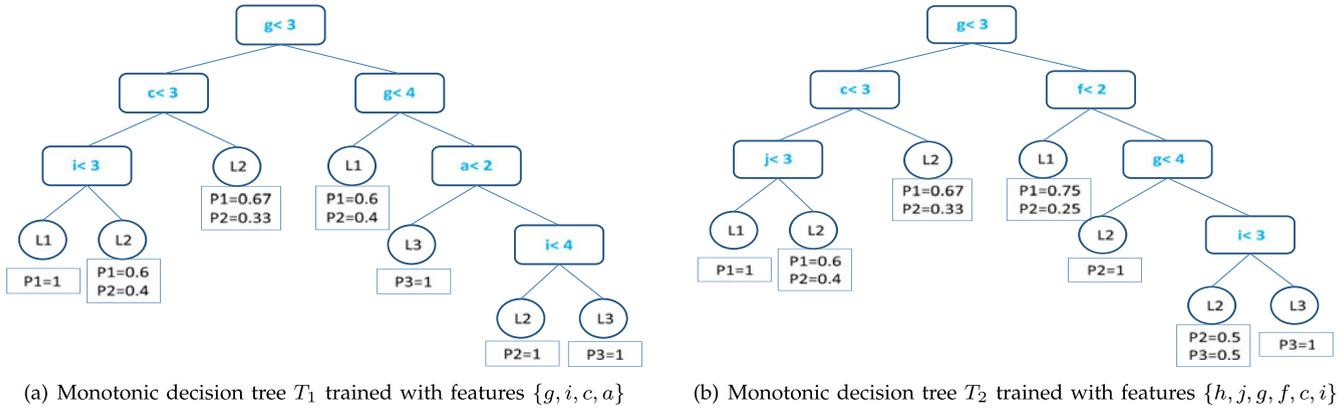 g< 3
c< 3
g< 4
i< 3
L2
P1=0.67
P2=0.33
L1
P1=0.6
P2=0.4
a< 2
L1
P1=1
L2
P1=0.6
P2=0.4
L3
P3=1
i< 4
L2
P2=1
L3
P3=1
(a) Monotonic decision tree T1 trained with features {g, i, c, a}
g< 3
c< 3
f< 2
j< 3
L2
P1=0.67
P2=0.33
L1
P1=0.75
P2=0.25
g< 4
L1
P1=1
L2
P1=0.6
P2=0.4
L2
P2=1
i< 3
L2
P2=0.5
P3=0.5
L3
P3=1
(b) Monotonic decision tree T2 trained with features {h, j, g, f, c, i}